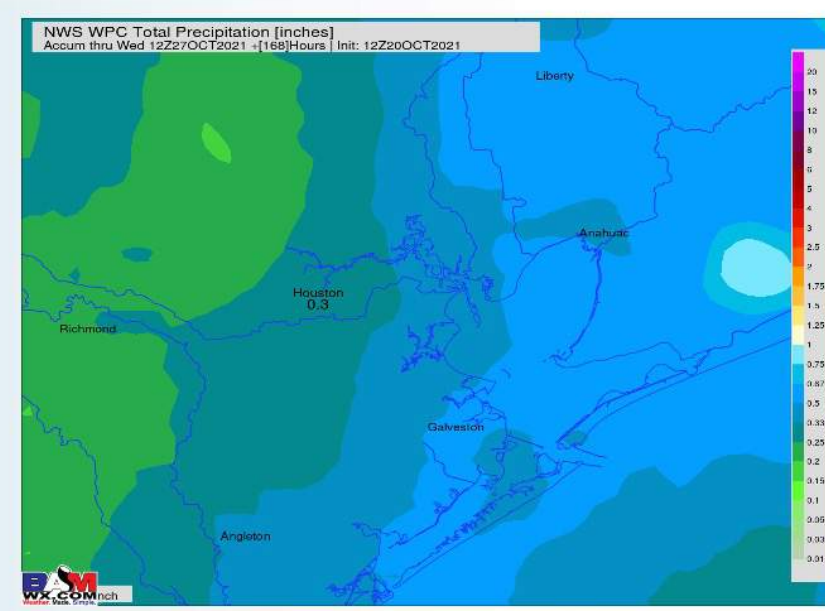 NWS WPC Total Precipitation [inches]
Accum thru Wed 12Z27OCT2021 +[168]Hours | Init: 12Z20OCT2021
Liberty
Anahuac
Houston
0.3
Richmond
Galveston
Angleton
20
15
12
10
8
6
5
4
3
2.5
2
1.75
1.5
1.25
1
0.75
0.67
0.5
0.33
0.25
0.2
0.15
0.1
0.05
0.03
0.01
BAM
WX.COM nch
Weather. Made. Simple.